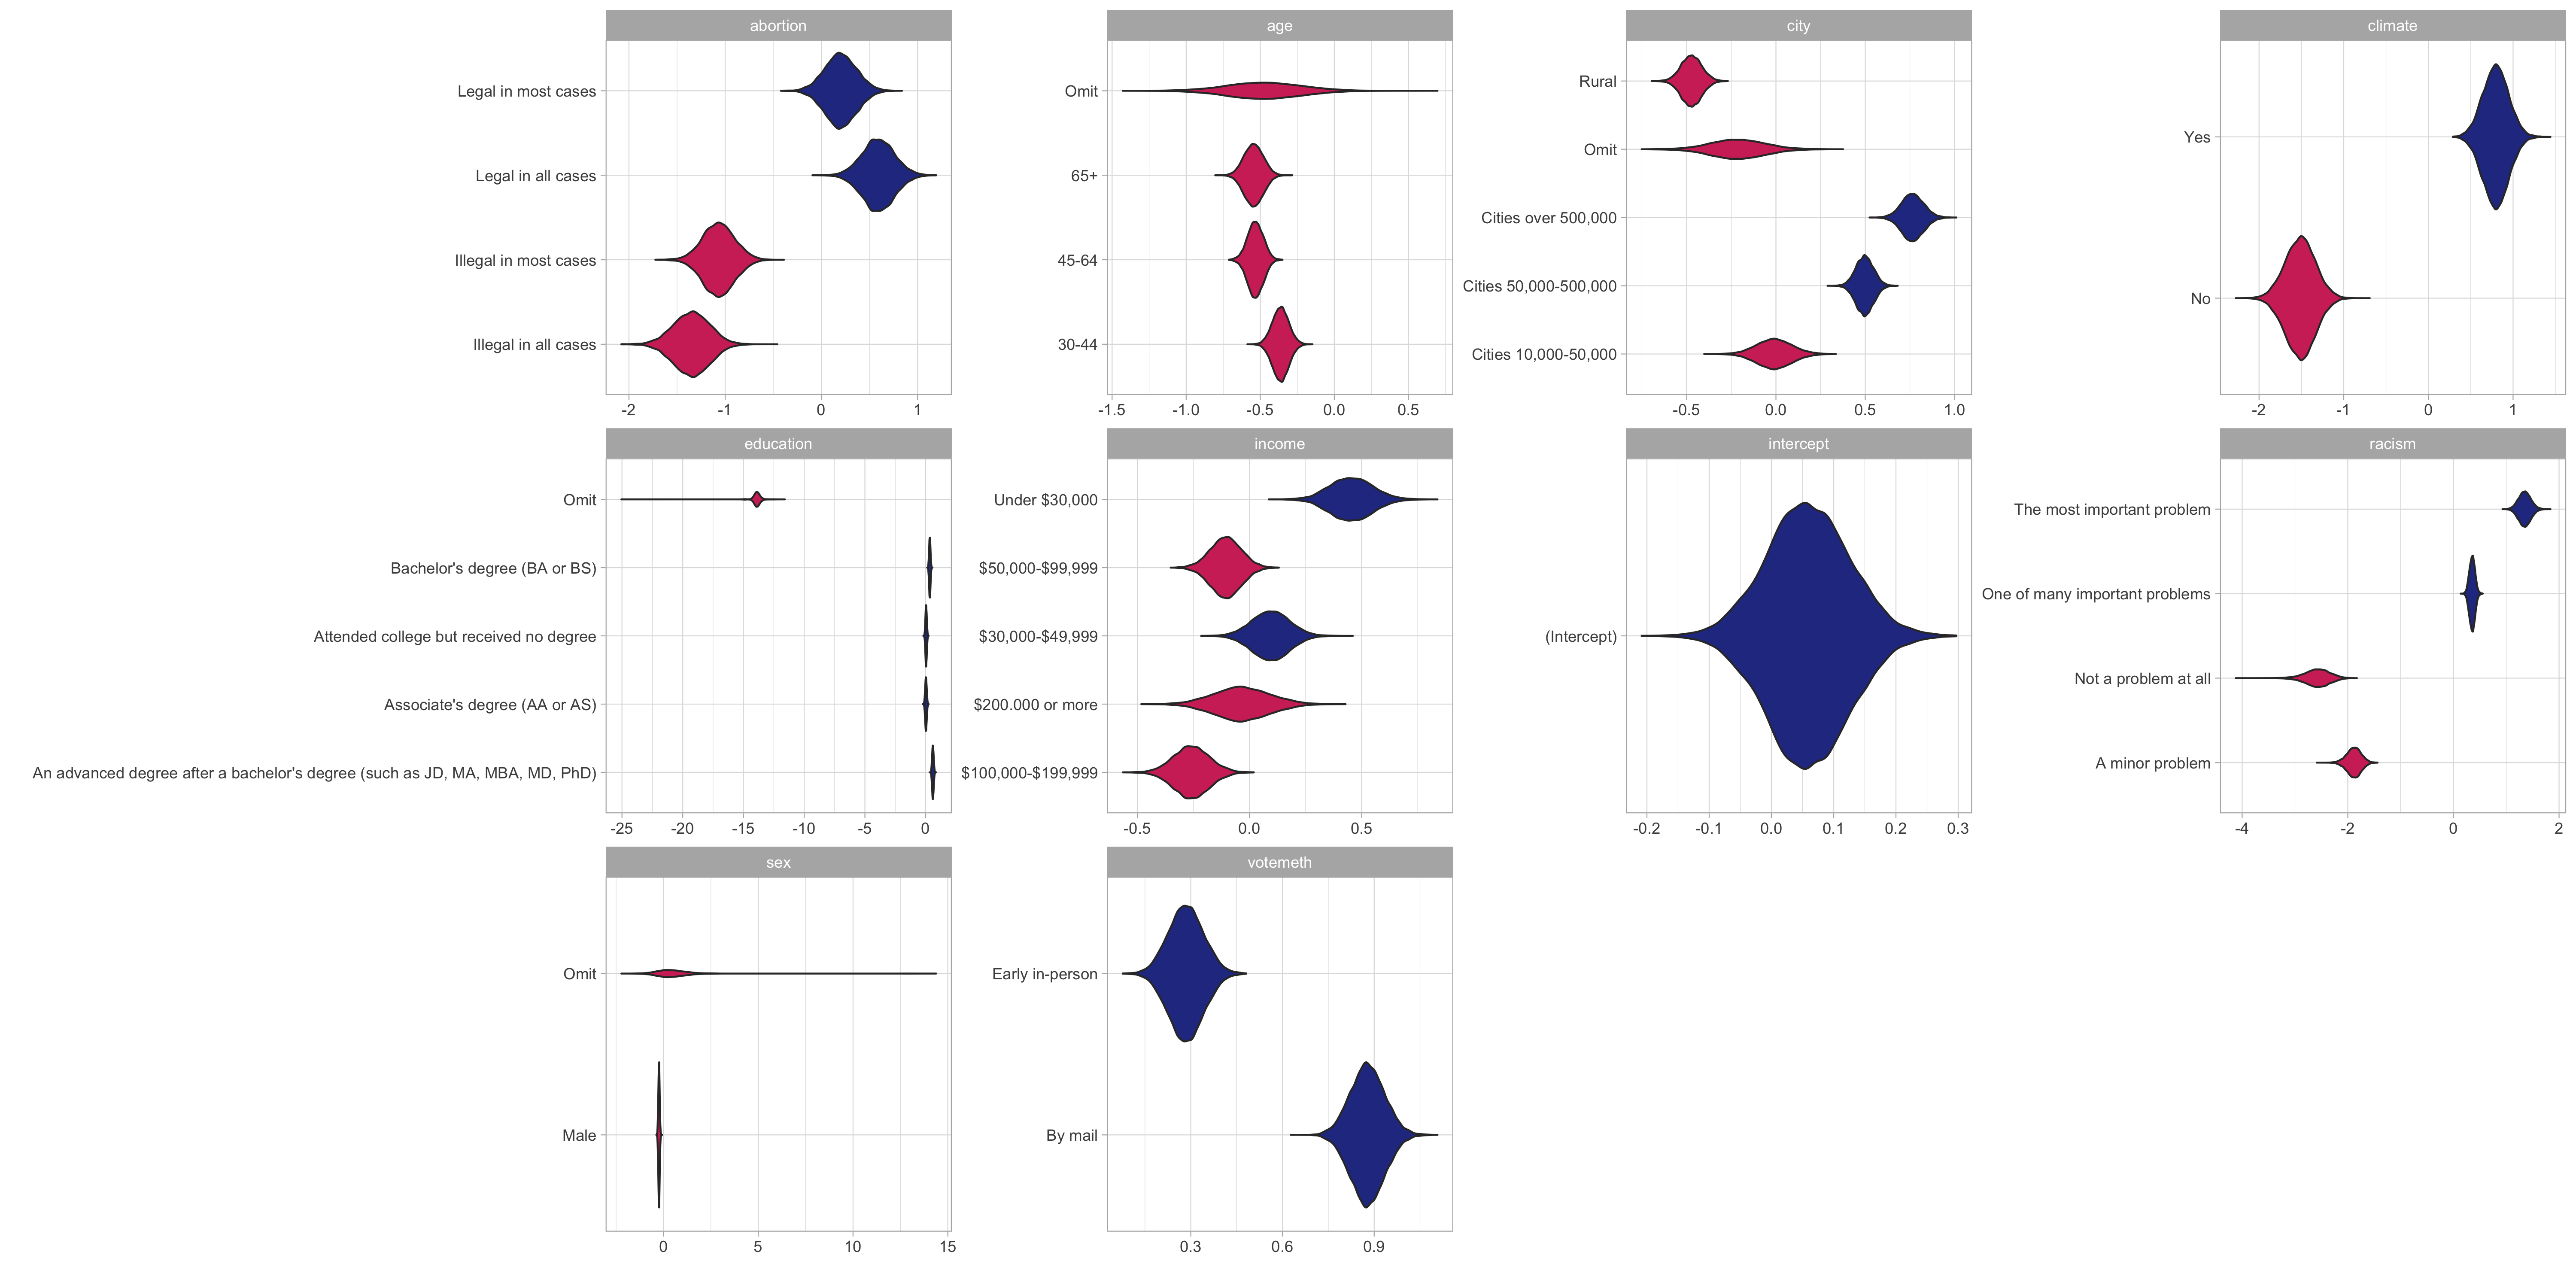 abortion
Legal in most cases
Legal in all cases
Illegal in most cases
Illegal in all cases
-2 -1 0 1
age
Omit
65+
45-64
30-44
-1.5 -1.0 -0.5 0.0 0.5
city
Rural
Omit
Cities over 500,000
Cities 50,000-500,000
Cities 10,000-50,000
-0.5 0.0 0.5 1.0
climate
Yes
No
-2 -1 0 1
education
Omit
Bachelor's degree (BA or BS)
Attended college but received no degree
Associate's degree (AA or AS)
An advanced degree after a bachelor's degree (such as JD, MA, MBA, MD, PhD)
-25 -20 -15 -10 -5 0
income
Under $30,000
$50,000-$99,999
$30,000-$49,999
$200.000 or more
$100,000-$199,999
-0.5 0.0 0.5
intercept
(Intercept)
-0.2 -0.1 0.0 0.1 0.2 0.3
racism
The most important problem
One of many important problems
Not a problem at all
A minor problem
-4 -2 0 2
sex
Omit
Male
0 5 10 15
votemeth
Early in-person
By mail
0.3 0.6 0.9